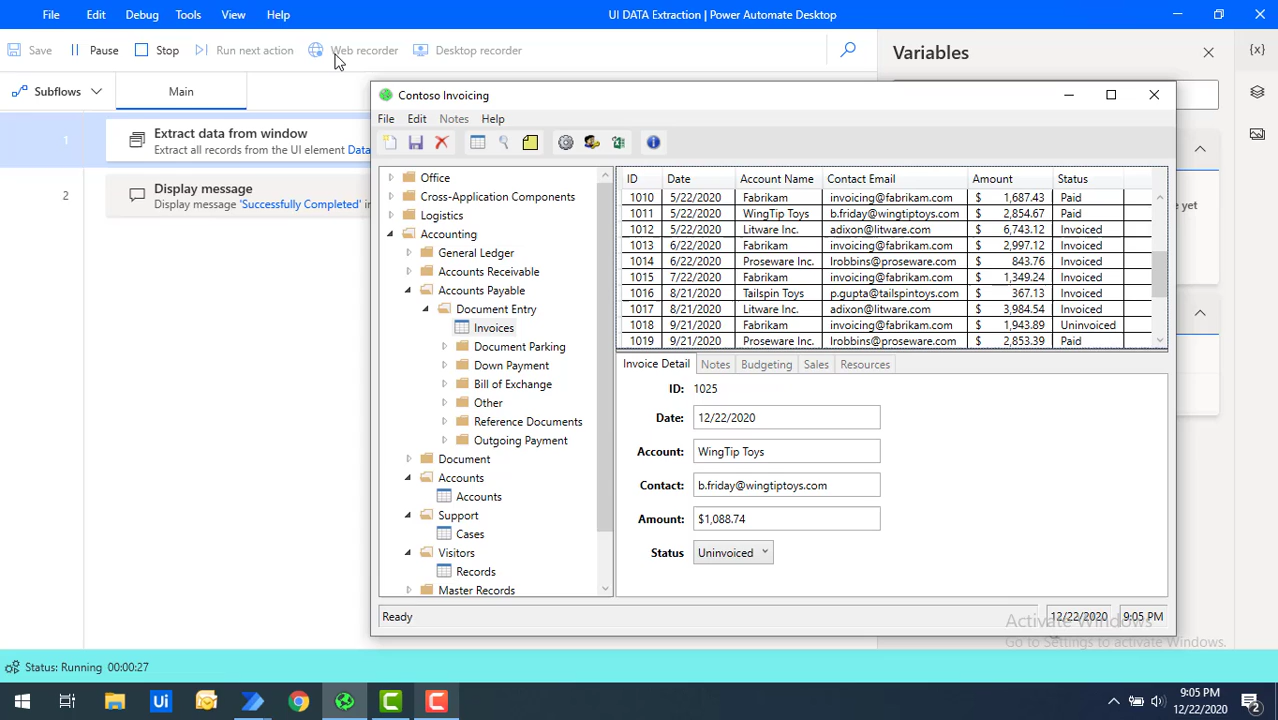 File Edit Debug Tools View Help UI DATA Extraction | Power Automate Desktop
Save Pause Stop Run next action Web recorder Desktop recorder Variables {x}
Subflows Main
1 Extract data from window
Extract all records from the UI element Data
2 Display message
Display message 'Successfully Completed' in
yet
Contoso Invoicing
File Edit Notes Help
Office
Cross-Application Components
Logistics
Accounting
General Ledger
Accounts Receivable
Accounts Payable
Document Entry
Invoices
Document Parking
Down Payment
Bill of Exchange
Other
Reference Documents
Outgoing Payment
Document
Accounts
Accounts
Support
Cases
Visitors
Records
Master Records
ID Date Account Name Contact Email Amount Status
1010 5/22/2020 Fabrikam invoicing@fabrikam.com $ 1,687.43 Paid
1011 5/22/2020 WingTip Toys b.friday@wingtiptoys.com $ 2,854.67 Paid
1012 5/22/2020 Litware Inc. adixon@litware.com $ 6,743.12 Invoiced
1013 6/22/2020 Fabrikam invoicing@fabrikam.com $ 2,997.12 Invoiced
1014 6/22/2020 Proseware Inc. lrobbins@proseware.com $ 843.76 Invoiced
1015 7/22/2020 Fabrikam invoicing@fabrikam.com $ 1,349.24 Invoiced
1016 8/21/2020 Tailspin Toys p.gupta@tailspintoys.com $ 367.13 Invoiced
1017 8/21/2020 Litware Inc. adixon@litware.com $ 3,984.54 Invoiced
1018 9/21/2020 Fabrikam invoicing@fabrikam.com $ 1,943.89 Uninvoiced
1019 9/21/2020 Proseware Inc. lrobbins@proseware.com $ 2,853.39 Paid
Invoice Detail Notes Budgeting Sales Resources
ID: 1025
Date: 12/22/2020
Account: WingTip Toys
Contact: b.friday@wingtiptoys.com
Amount: $1,088.74
Status Uninvoiced
Ready 12/22/2020 9:05 PM
Activate Windows
Go to Settings to activate Windows.
Status: Running 00:00:27
Ui 9:05 PM
12/22/2020 2